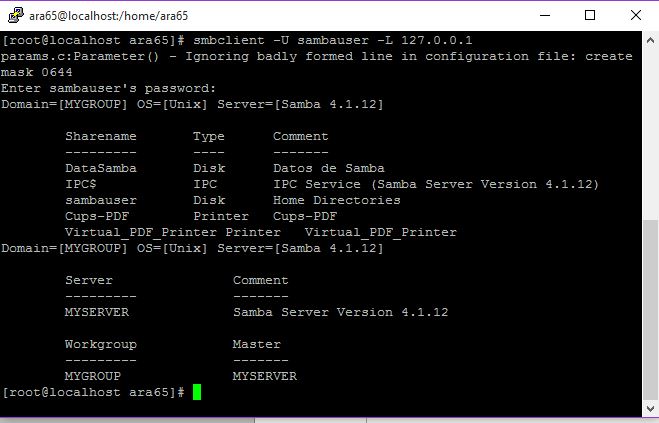 ara65@localhost:/home/ara65
[root@localhost ara65]# smbclient -U sambauser -L 127.0.0.1
params.c:Parameter() - Ignoring badly formed line in configuration file: create
mask 0644
Enter sambauser's password:
Domain=[MYGROUP] OS=[Unix] Server=[Samba 4.1.12]

        Sharename       Type      Comment
        ---------       ----      -------
        DataSamba       Disk      Datos de Samba
        IPC$            IPC       IPC Service (Samba Server Version 4.1.12)
        sambauser       Disk      Home Directories
        Cups-PDF        Printer   Cups-PDF
        Virtual_PDF_Printer Printer   Virtual_PDF_Printer
Domain=[MYGROUP] OS=[Unix] Server=[Samba 4.1.12]

        Server               Comment
        ---------            -------
        MYSERVER             Samba Server Version 4.1.12

        Workgroup            Master
        ---------            -------
        MYGROUP              MYSERVER
[root@localhost ara65]#